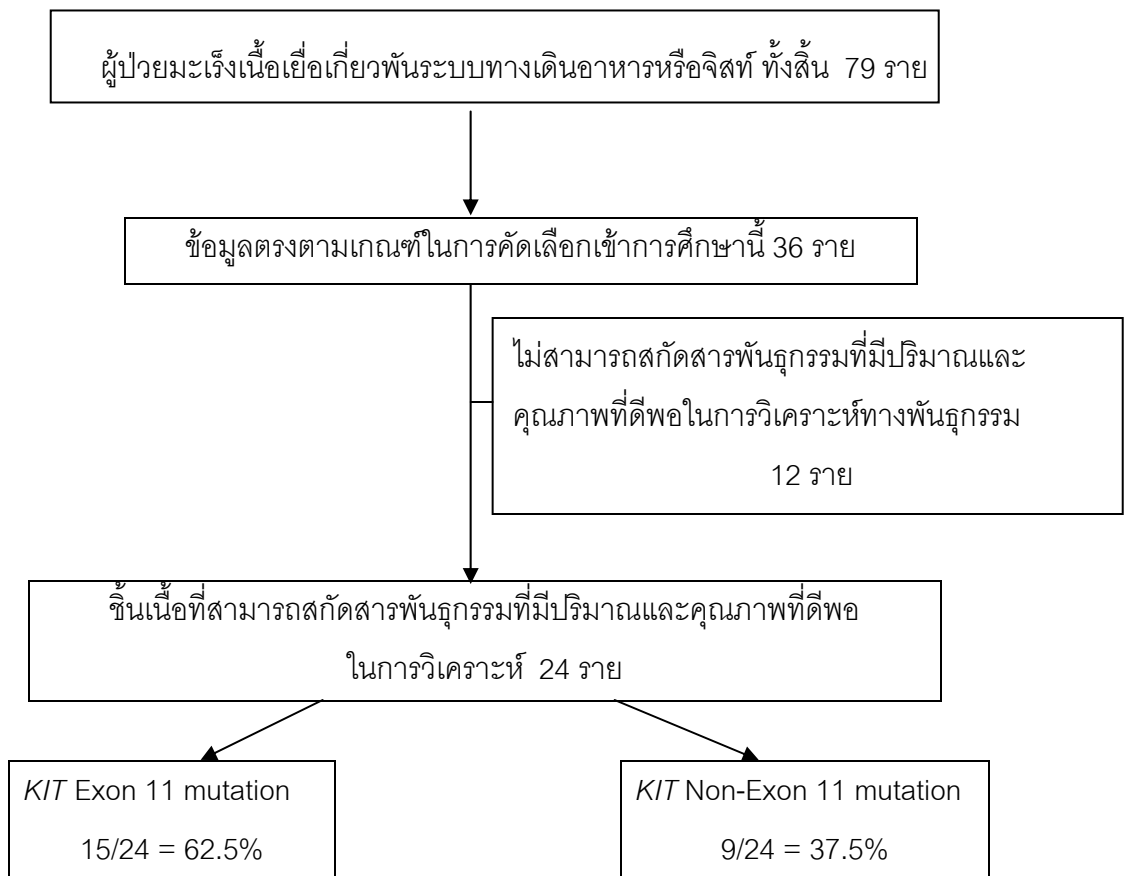 ผู้ป่วยมะเร็งเนื้อเยื่อเกี่ยวพันระบบทางเดินอาหารหรือจิสท์ ทั้งสิ้น 79 ราย
ข้อมูลตรงตามเกณฑ์ในการคัดเลือกเข้าการศึกษานี้ 36 ราย
ไม่สามารถสกัดสารพันธุกรรมที่มีปริมาณและ
คุณภาพที่ดีพอในการวิเคราะห์ทางพันธุกรรม
12 ราย
ชิ้นเนื้อที่สามารถสกัดสารพันธุกรรมที่มีปริมาณและคุณภาพที่ดีพอ
ในการวิเคราะห์ 24 ราย
KIT Exon 11 mutation
15/24 = 62.5%
KIT Non-Exon 11 mutation
9/24 = 37.5%